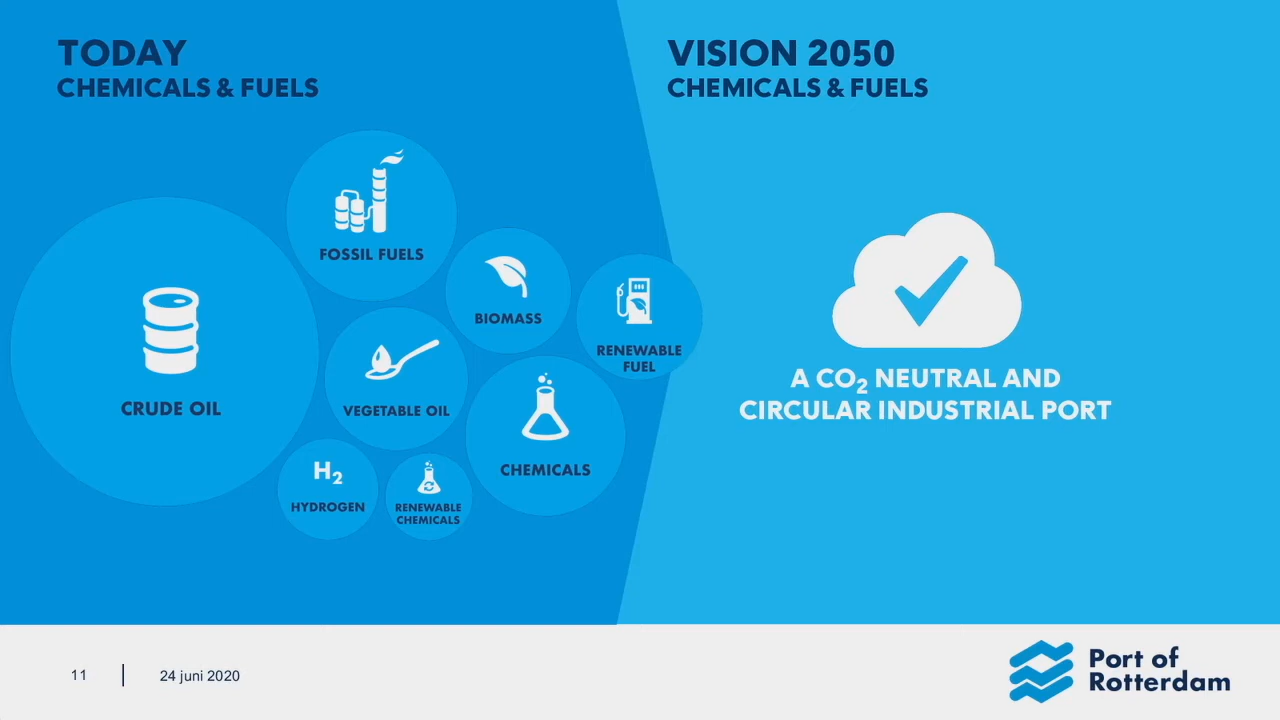 TODAY
CHEMICALS & FUELS
FOSSIL FUELS
BIOMASS
RENEWABLE
FUEL
CRUDE OIL
VEGETABLE OIL
CHEMICALS
H₂
HYDROGEN
RENEWABLE
CHEMICALS
VISION 2050
CHEMICALS & FUELS
A CO₂ NEUTRAL AND
CIRCULAR INDUSTRIAL PORT
11
24 juni 2020
Port of
Rotterdam